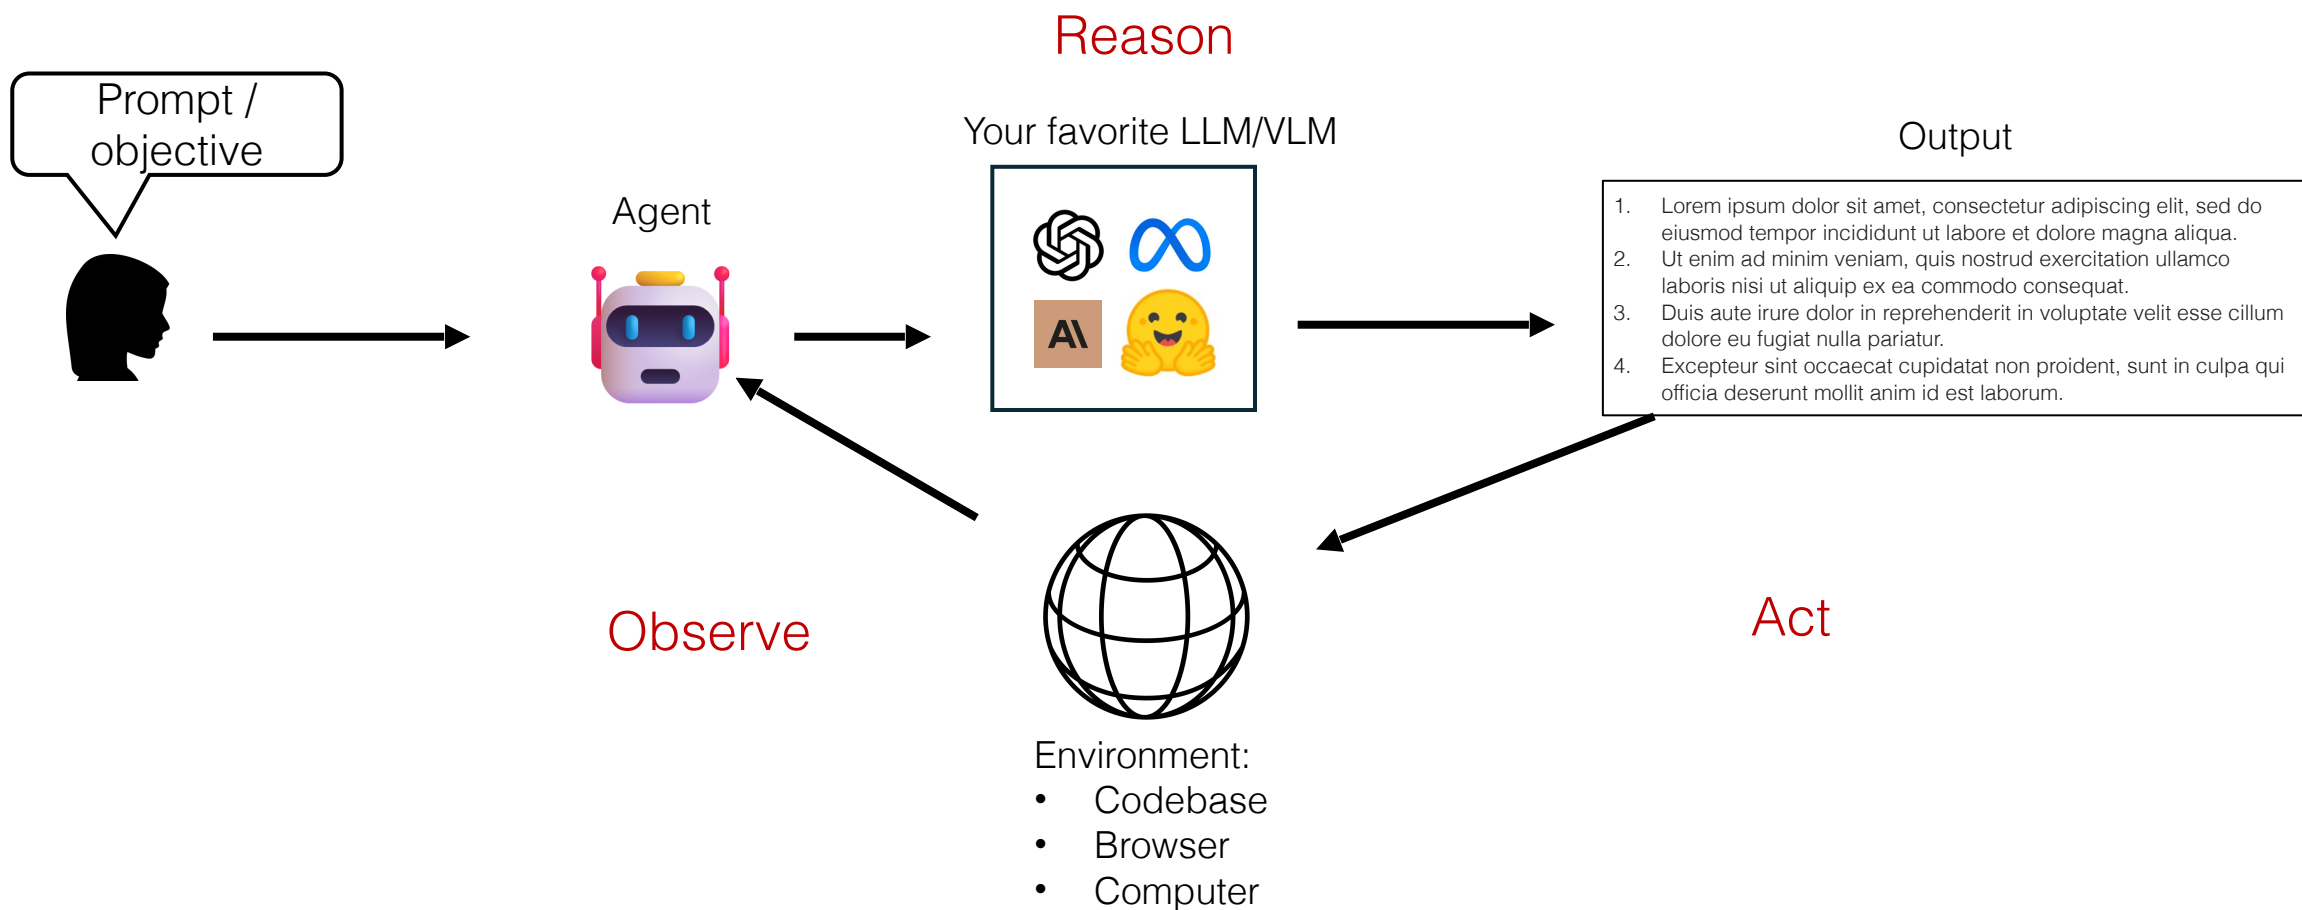 Reason
Prompt /
objective
Your favorite LLM/VLM
Output
Agent
1. Lorem ipsum dolor sit amet, consectetur adipiscing elit, sed do
eiusmod tempor incididunt ut labore et dolore magna aliqua.
2. Ut enim ad minim veniam, quis nostrud exercitation ullamco
laboris nisi ut aliquip ex ea commodo consequat.
3. Duis aute irure dolor in reprehenderit in voluptate velit esse cillum
dolore eu fugiat nulla pariatur.
4. Excepteur sint occaecat cupidatat non proident, sunt in culpa qui
officia deserunt mollit anim id est laborum.
A\
Observe
Act
Environment:
• Codebase
• Browser
• Computer